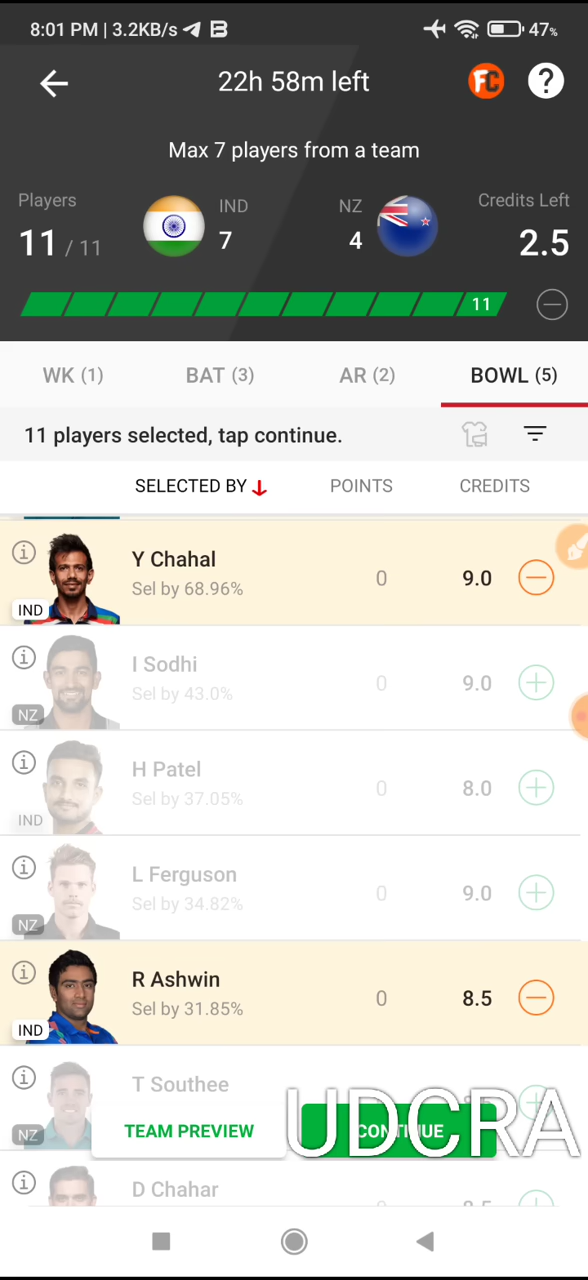 8:01 PM | 3.2KB/s
47%
22h 58m left
FC
?
Max 7 players from a team
Players
IND
NZ
Credits Left
11 / 11
7
4
2.5
11
WK (1)
BAT (3)
AR (2)
BOWL (5)
11 players selected, tap continue.
SELECTED BY
POINTS
CREDITS
Y Chahal
Sel by 68.96%
0
9.0
IND
I Sodhi
Sel by 43.0%
0
9.0
NZ
H Patel
Sel by 37.05%
0
8.0
IND
L Ferguson
Sel by 34.82%
0
9.0
NZ
R Ashwin
Sel by 31.85%
0
8.5
IND
T Southee
NZ
TEAM PREVIEW
CONTINUE
UDCRA
D Chahar